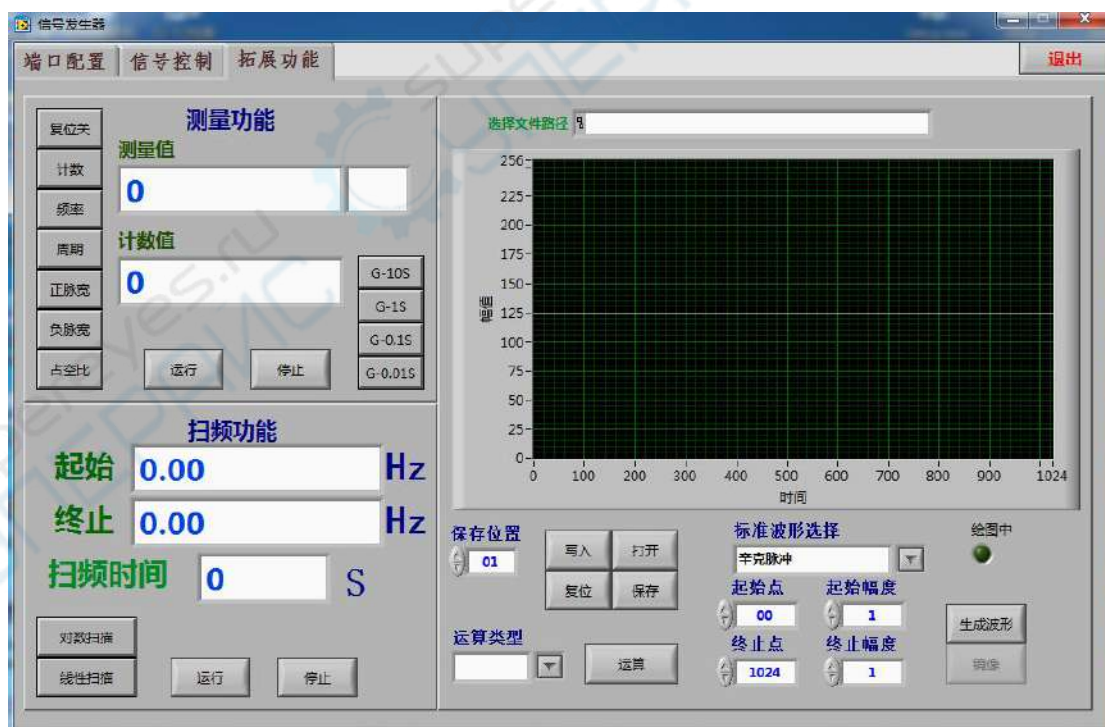 信号发生器
端口配置 信号控制 拓展功能 退出
测量功能
复位关
计数
频率
周期
正脉宽
负脉宽
点空比
测量值
0
计数值
0
G-10S
G-1S
G-0.1S
G-0.01S
运行 停止
扫频功能
起始 0.00 Hz
终止 0.00 Hz
扫频时间 0 S
对数扫描
线性扫描
运行 停止
选择文件路径
256
225
200
175
150
125
100
75
50
25
0
幅值
0 100 200 300 400 500 600 700 800 900 1024
时间
保存位置
01
写入 打开
复位 保存
运算类型
运算
标准波形选择
辛克脉冲
起始点 起始幅度
00 1
终止点 终止幅度
1024 1
绘图中
生成波形
镜像
supereyes.ru
ЮНЕДРАЙС